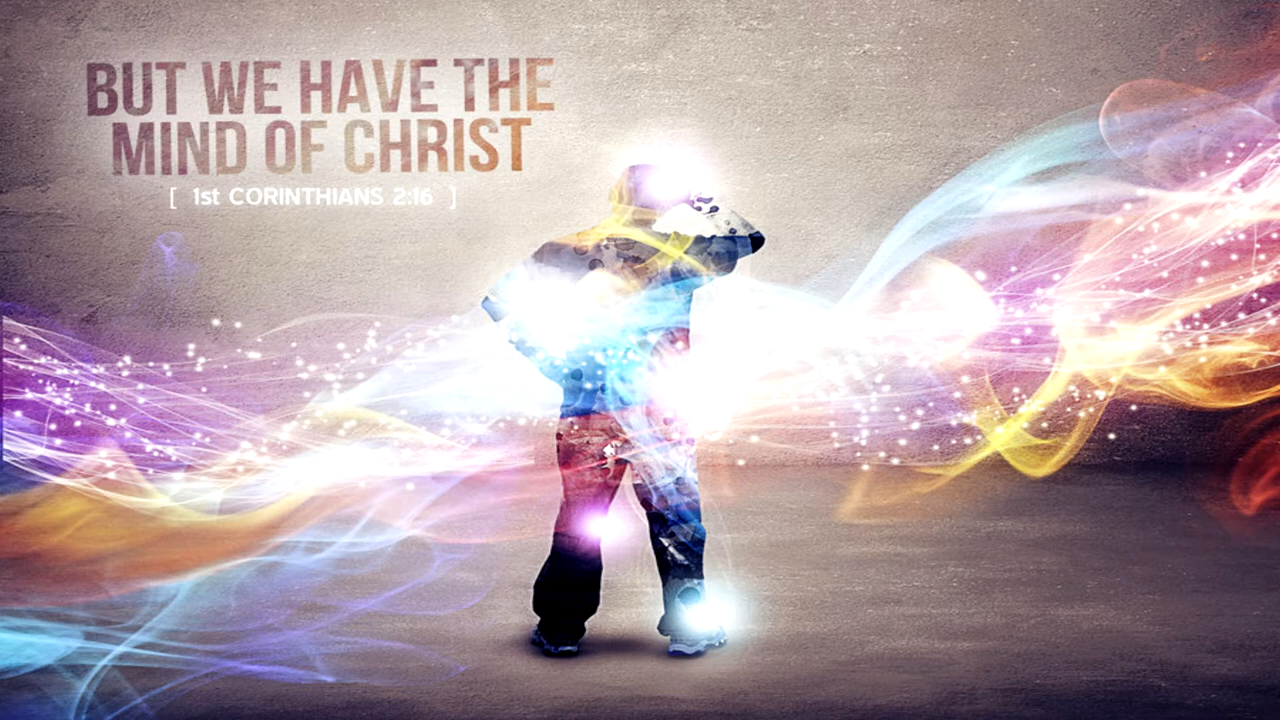 BUT WE HAVE THE
MIND OF CHRIST
[ 1st CORINTHIANS 2:16 ]